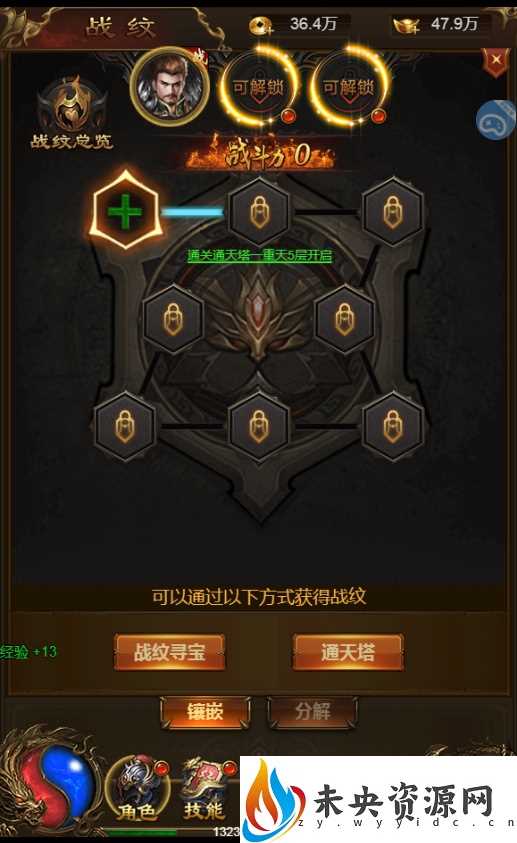 战纹
36.4万
47.9万
战
可解锁
可解锁
战纹总览
战斗力 0
通关通天塔一重天5层开启
可以通过以下方式获得战纹
经验 +13
战纹寻宝
通天塔
镶嵌
分解
角色
技能
1323
未央资源网
zy.wyyidc.cn